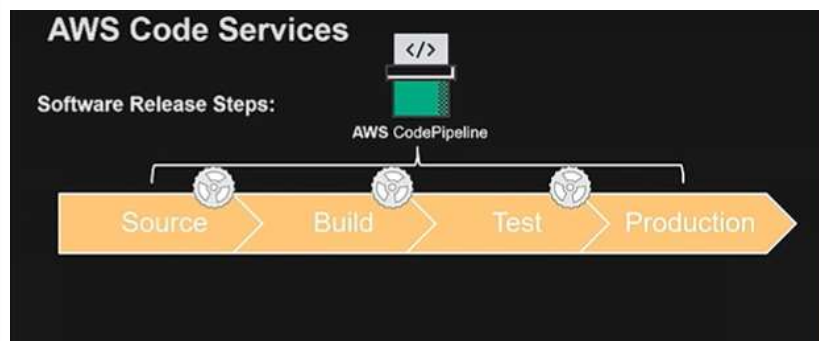 AWS Code Services
</>
Software Release Steps:
AWS CodePipeline
Source Build Test Production